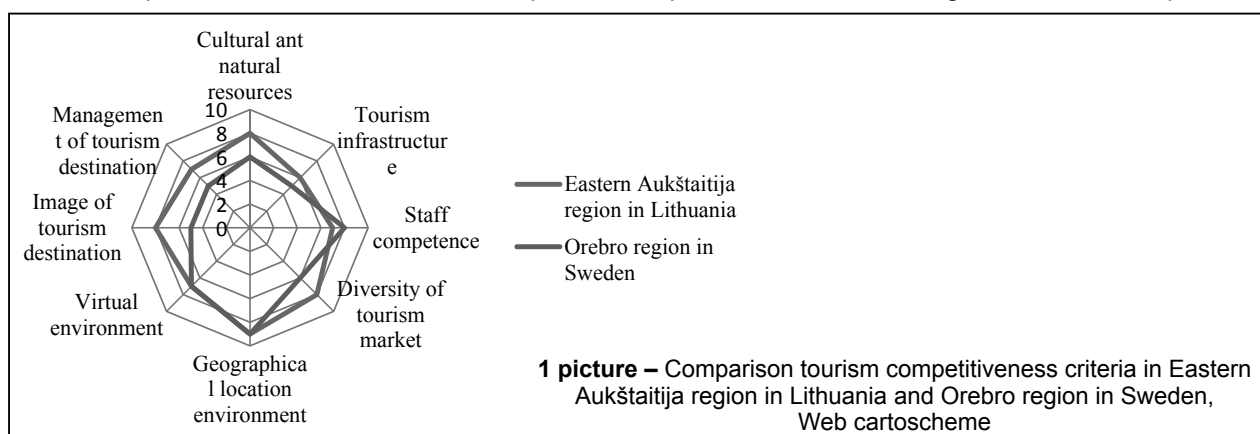 Cultural ant
natural
resources
Tourism
infrastructur
e
Staff
competence
Diversity of
tourism
market
Geographica
l location
environment
Virtual
environment
Image of
tourism
destination
Managemen
t of tourism
destination
10
8
6
4
2
0
Eastern Aukštaitija
region in Lithuania
Orebro region in
Sweden
1 picture – Comparison tourism competitiveness criteria in Eastern
Aukštaitija region in Lithuania and Orebro region in Sweden,
Web cartoscheme